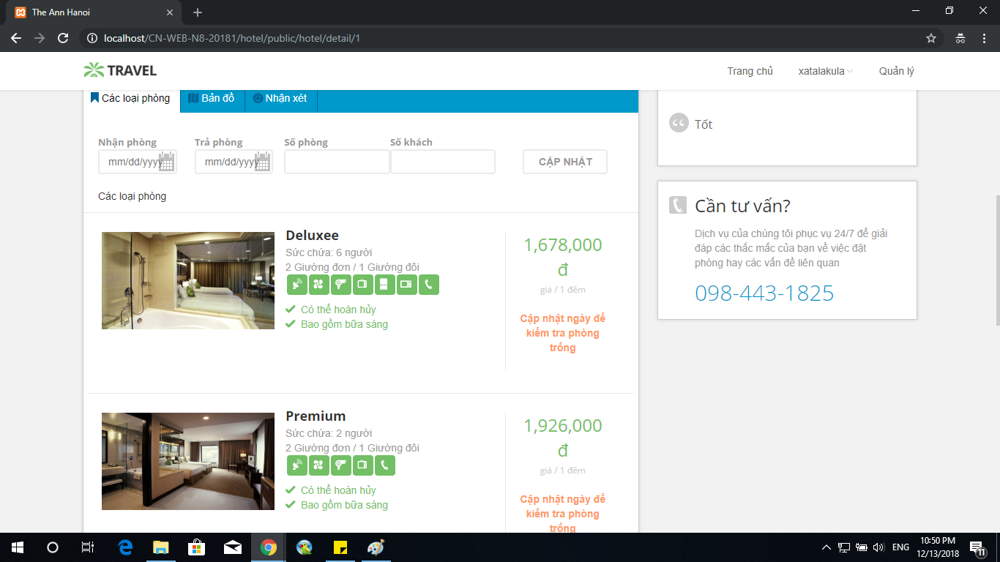 The Ann Hanoi
localhost/CN-WEB-N8-20181/hotel/public/hotel/detail/1
TRAVEL
Trang chủ
xatalakula
Quản lý
Các loại phòng
Bản đồ
Nhận xét
Nhận phòng
Trả phòng
Số phòng
Số khách
mm/dd/yyyy
mm/dd/yyyy
CẬP NHẬT
Các loại phòng
Deluxee
Sức chứa: 6 người
2 Giường đơn / 1 Giường đôi
Có thể hoàn hủy
Bao gồm bữa sáng
1,678,000
đ
giá / 1 đêm
Cập nhật ngày để
kiểm tra phòng
trống
Premium
Sức chứa: 2 người
2 Giường đơn / 1 Giường đôi
Có thể hoàn hủy
Bao gồm bữa sáng
1,926,000
đ
giá / 1 đêm
Cập nhật ngày để
kiểm tra phòng
trống
Tốt
Cần tư vấn?
Dịch vụ của chúng tôi phục vụ 24/7 để giải
đáp các thắc mắc của bạn về việc đặt
phòng hay các vấn đề liên quan
098-443-1825
ENG
10:50 PM
12/13/2018
11